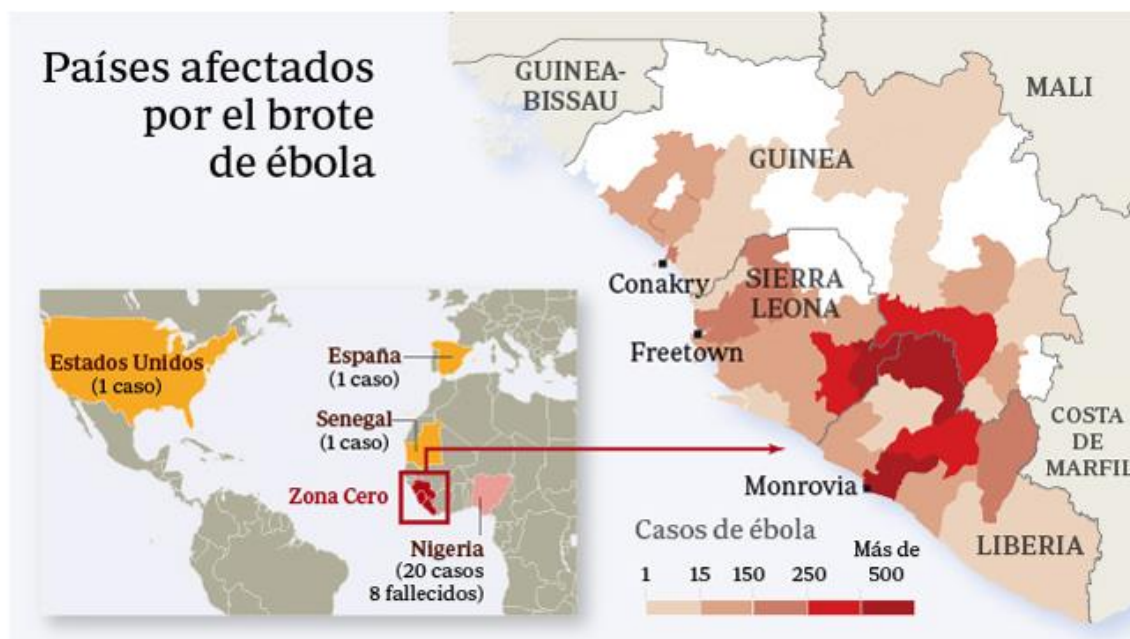 Países afectados
por el brote
de ébola
GUINEA-
BISSAU
MALI
GUINEA
Conakry
SIERRA
LEONA
Freetown
COSTA
DE
MARFIL
Monrovia
LIBERIA
Estados Unidos
(1 caso)
España
(1 caso)
Senegal
(1 caso)
Zona Cero
Nigeria
(20 casos
8 fallecidos)
Casos de ébola
Más de
1 15 150 250 500